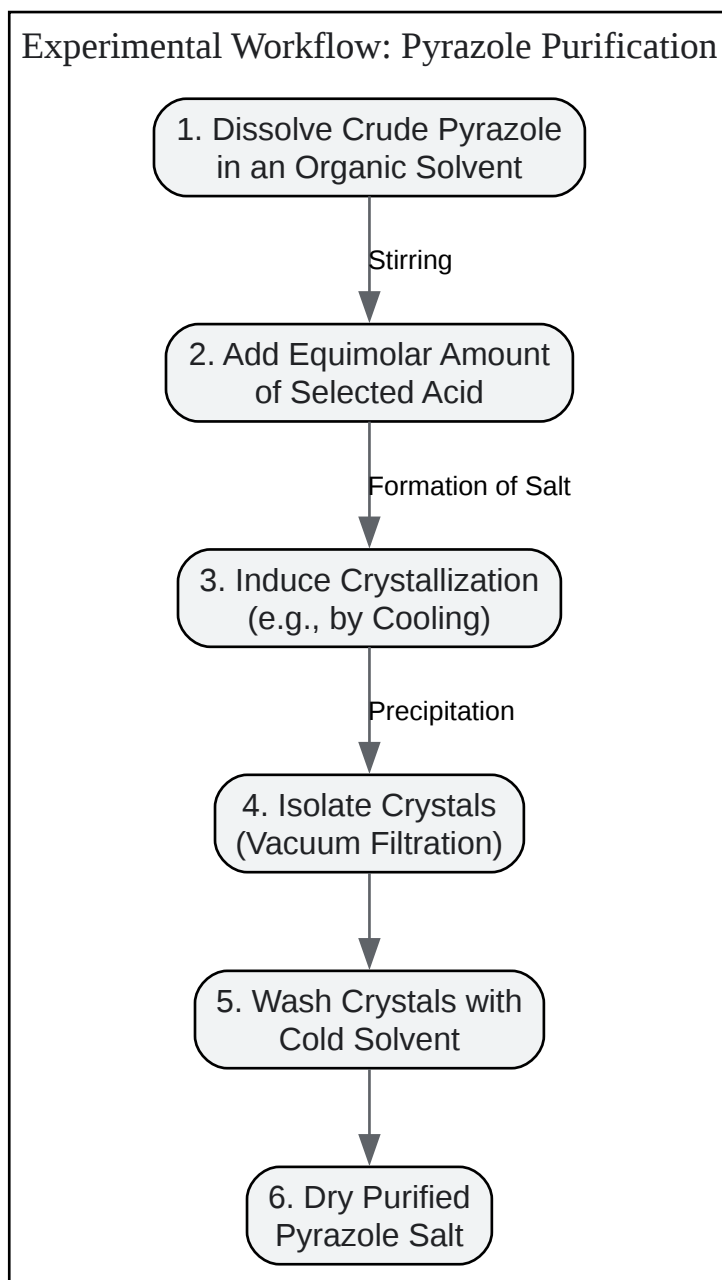 Experimental Workflow: Pyrazole Purification
1. Dissolve Crude Pyrazole
in an Organic Solvent
Stirring
2. Add Equimolar Amount
of Selected Acid
Formation of Salt
3. Induce Crystallization
(e.g., by Cooling)
Precipitation
4. Isolate Crystals
(Vacuum Filtration)
5. Wash Crystals with
Cold Solvent
6. Dry Purified
Pyrazole Salt